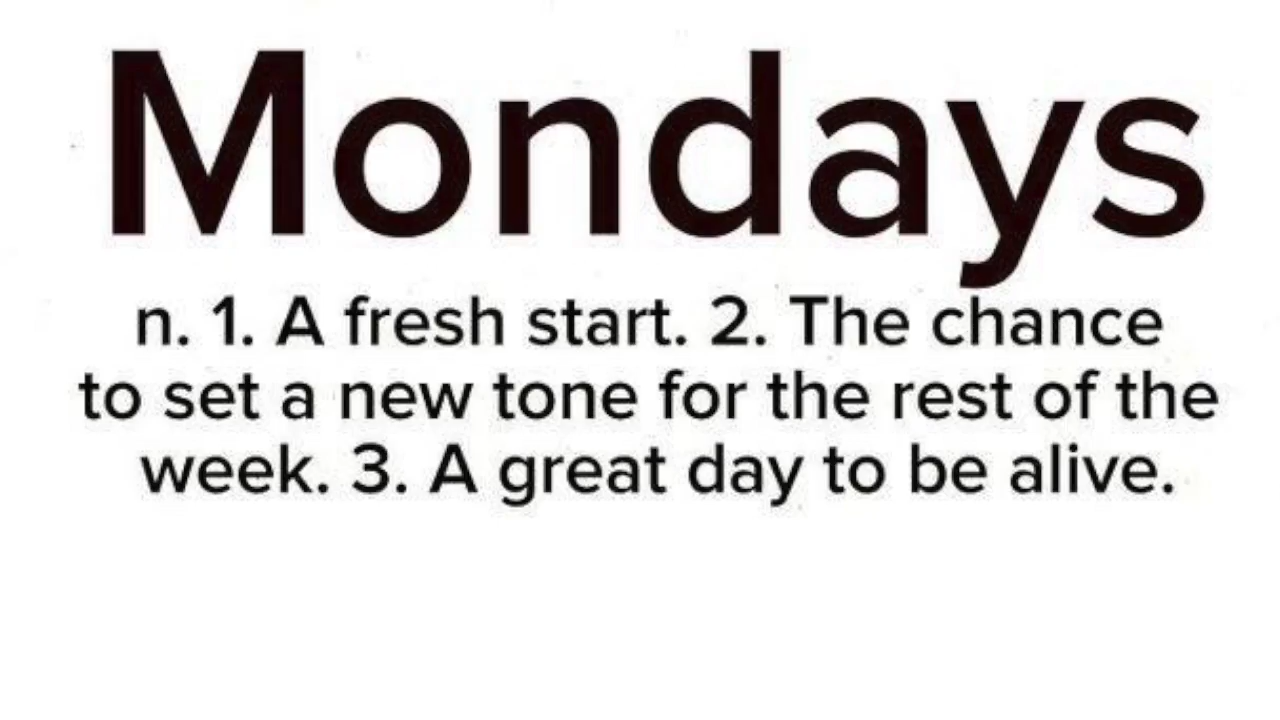 Mondays
n. 1. A fresh start. 2. The chance
to set a new tone for the rest of the
week. 3. A great day to be alive.